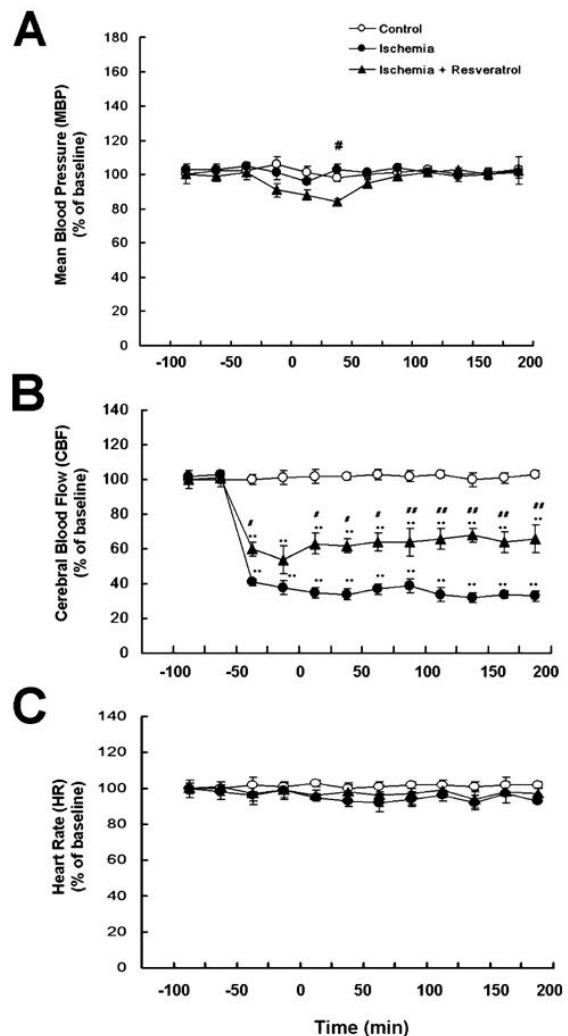 A
Control
Ischemia
Ischemia + Resveratrol
Mean Blood Pressure (MBP)
(% of baseline)
180
160
140
120
100
80
60
40
20
0
#
-100 -50 0 50 100 150 200
B
Cerebral Blood Flow (CBF)
(% of baseline)
140
120
100
80
60
40
20
0
# # # # ## ## ## ## ##
** ** ** ** ** ** ** ** ** **
** ** ** ** ** ** ** ** ** **
-100 -50 0 50 100 150 200
C
Heart Rate (HR)
(% of baseline)
140
120
100
80
60
40
20
0
-100 -50 0 50 100 150 200
Time (min)